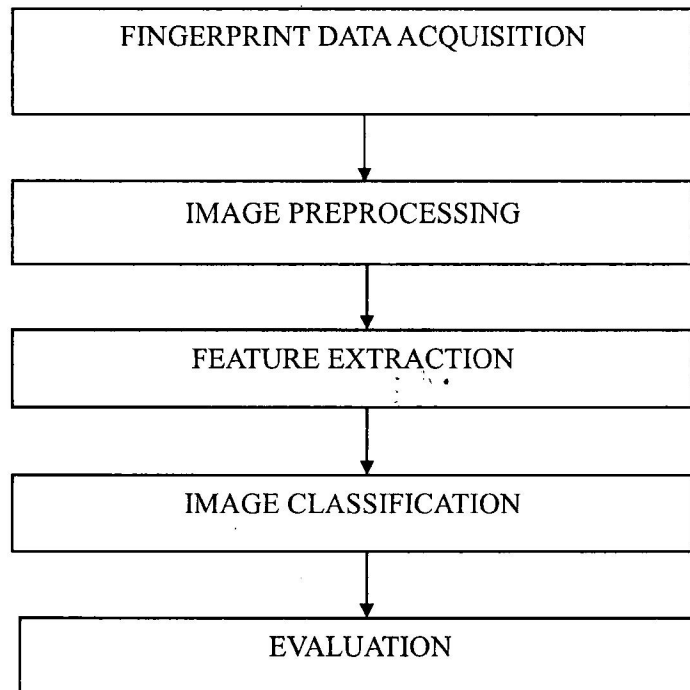 FINGERPRINT DATA ACQUISITION
IMAGE PREPROCESSING
FEATURE EXTRACTION
IMAGE CLASSIFICATION
EVALUATION